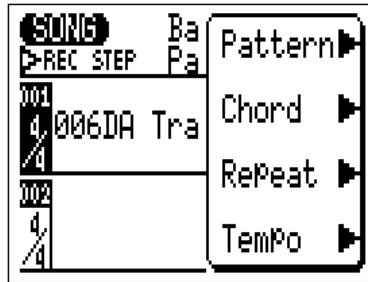 SONG Ba
REC STEP Pa
001
4/4 006DA Tra
002
4/4
Pattern
Chord
Repeat
Tempo